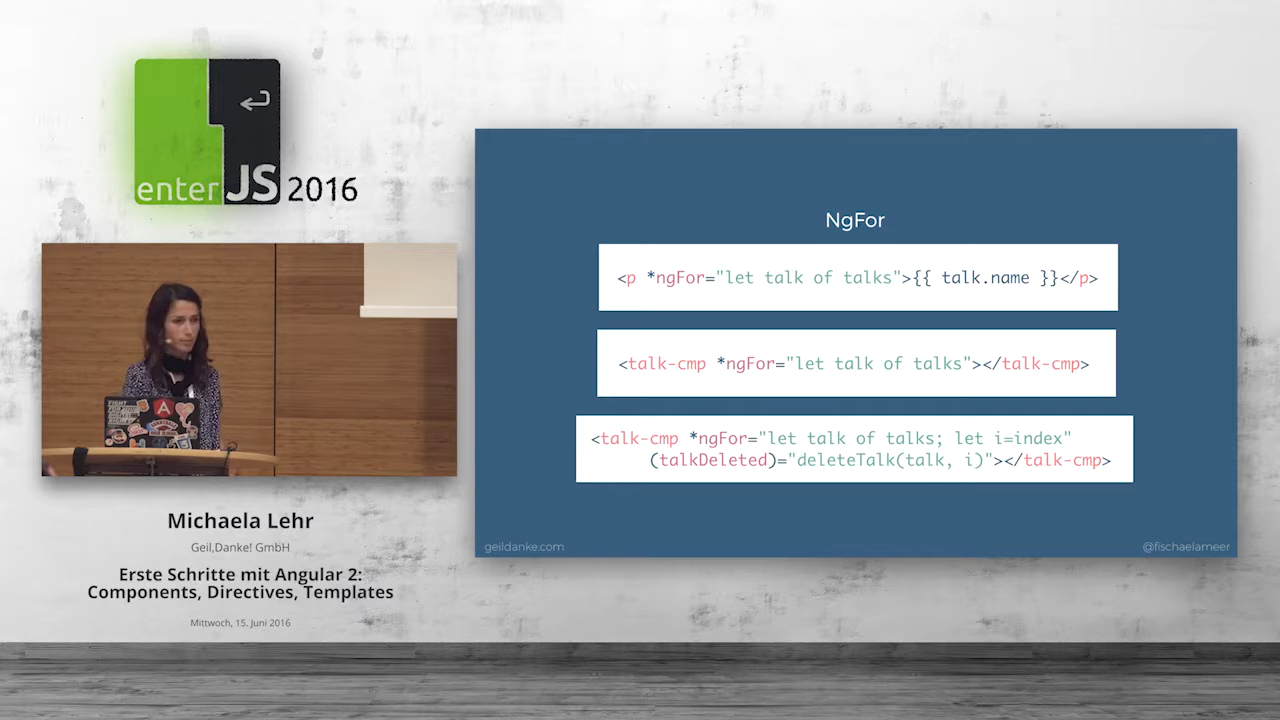 enterJS 2016
Michaela Lehr
Geil,Danke! GmbH
Erste Schritte mit Angular 2:
Components, Directives, Templates
Mittwoch, 15. Juni 2016
NgFor
<p *ngFor="let talk of talks">{{ talk.name }}</p>
<talk-cmp *ngFor="let talk of talks"></talk-cmp>
<talk-cmp *ngFor="let talk of talks; let i=index"
(talkDeleted)="deleteTalk(talk, i)"></talk-cmp>
geildanke.com
@fischaelameer